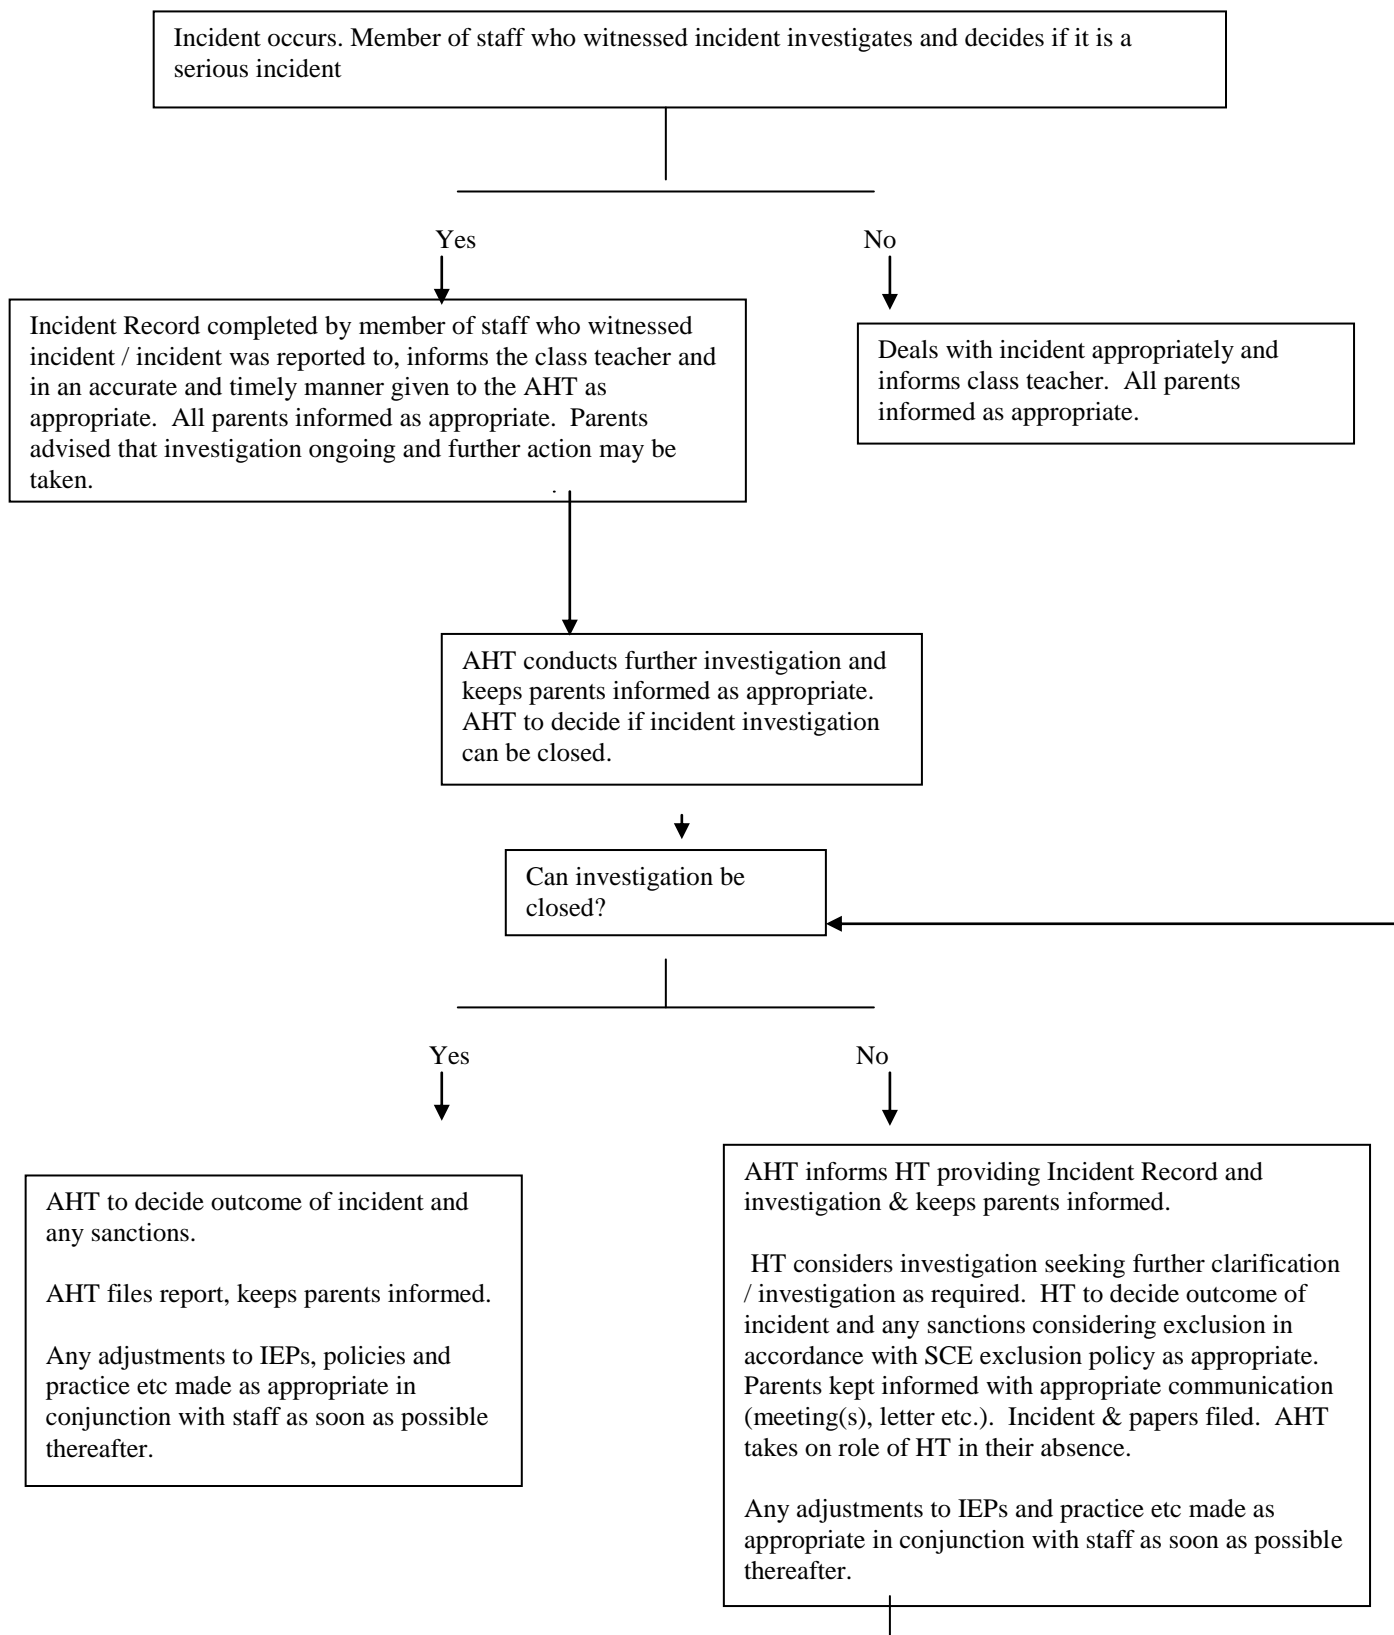 Incident occurs. Member of staff who witnessed incident investigates and decides if it is a
serious incident
Yes
No
Incident Record completed by member of staff who witnessed
incident / incident was reported to, informs the class teacher and
in an accurate and timely manner given to the AHT as
appropriate.  All parents informed as appropriate.  Parents
advised that investigation ongoing and further action may be
taken.
.
Deals with incident appropriately and
informs class teacher.  All parents
informed as appropriate.
AHT conducts further investigation and
keeps parents informed as appropriate.
AHT to decide if incident investigation
can be closed.
Can investigation be
closed?
Yes
No
AHT to decide outcome of incident and
any sanctions.
AHT files report, keeps parents informed.
Any adjustments to IEPs, policies and
practice etc made as appropriate in
conjunction with staff as soon as possible
thereafter.
AHT informs HT providing Incident Record and
investigation & keeps parents informed.
HT considers investigation seeking further clarification
/ investigation as required.  HT to decide outcome of
incident and any sanctions considering exclusion in
accordance with SCE exclusion policy as appropriate.
Parents kept informed with appropriate communication
(meeting(s), letter etc.).  Incident & papers filed.  AHT
takes on role of HT in their absence.
Any adjustments to IEPs and practice etc made as
appropriate in conjunction with staff as soon as possible
thereafter.